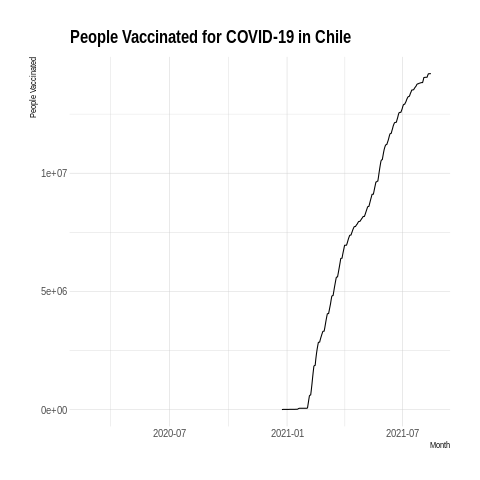 People Vaccinated for COVID-19 in Chile
People Vaccinated
1e+07
5e+06
0e+00
2020-07 2021-01 2021-07
Month